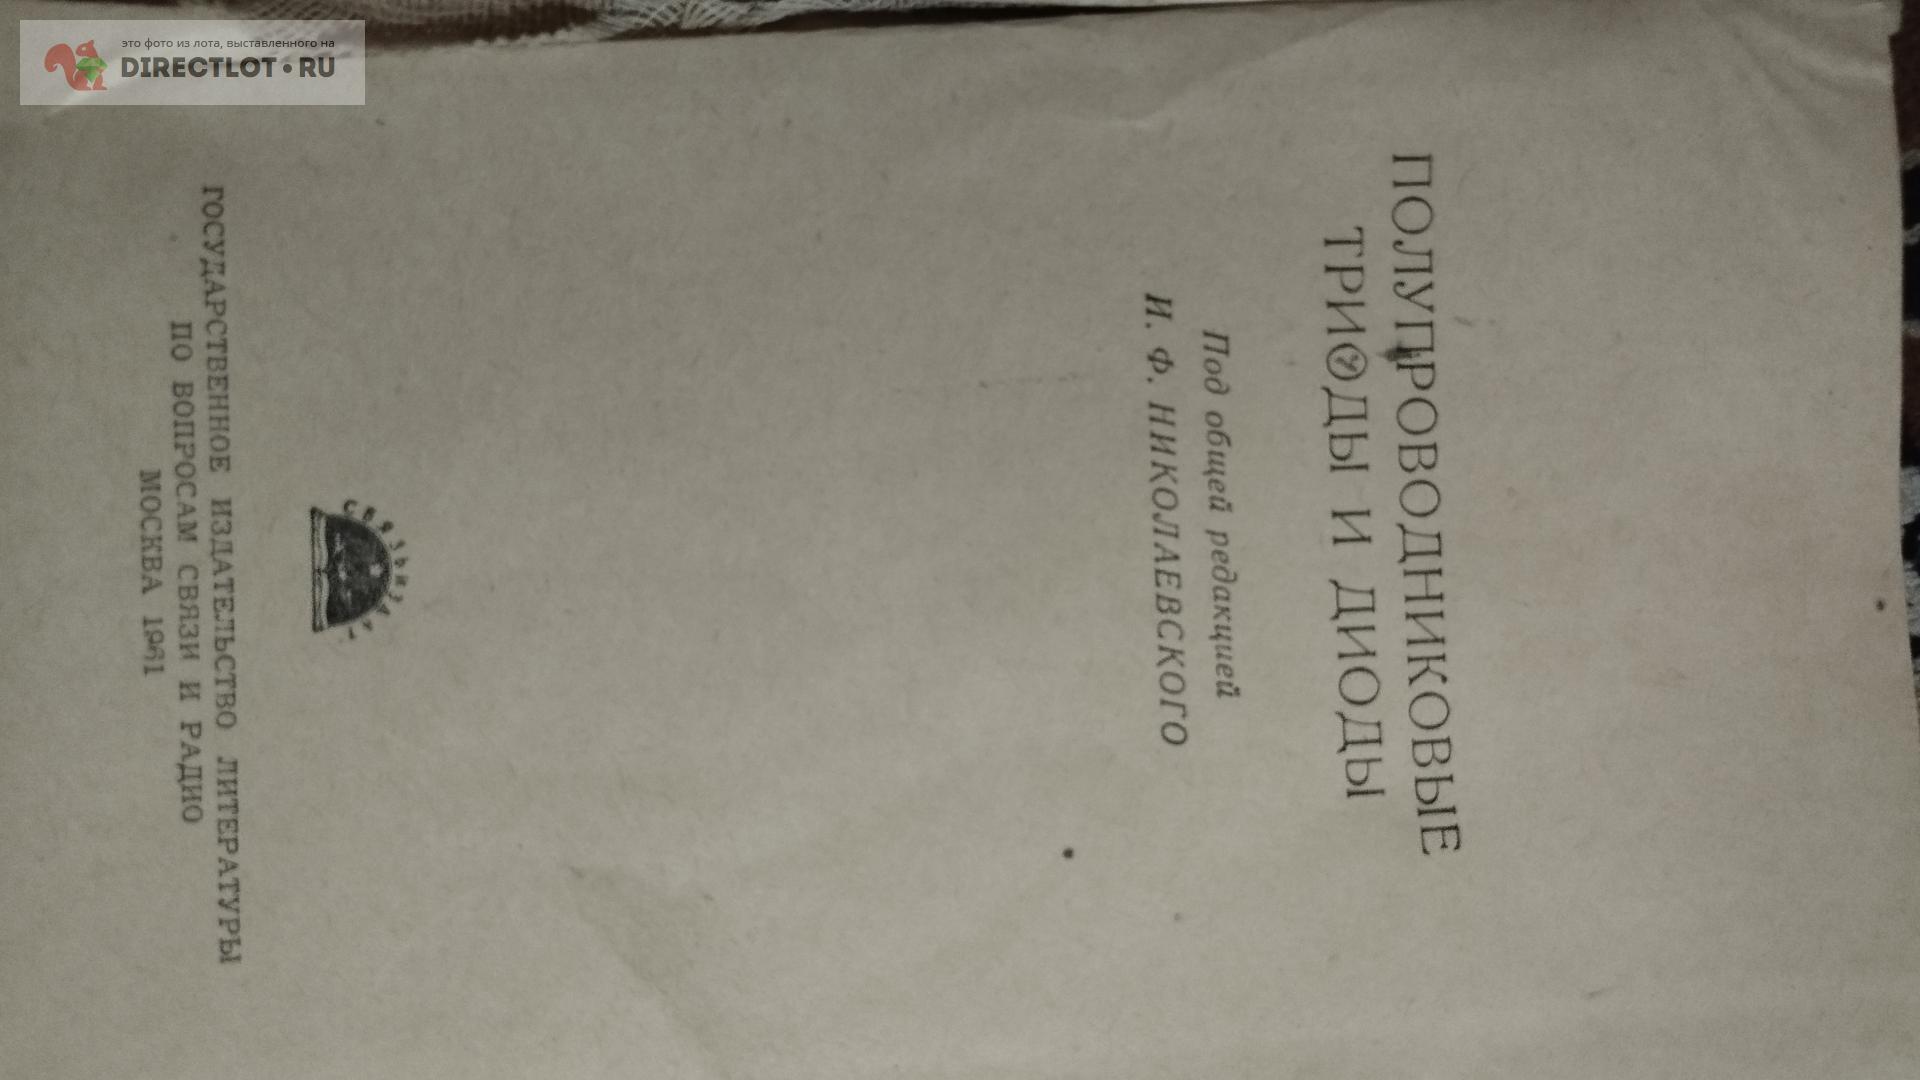 это фото из лота, выставленного на
DIRECTLOT•RU
ПОЛУПРОВОДНИКОВЫЕ
ТРИОДЫ И ДИОДЫ
Под общей редакцией
И. Ф. НИКОЛАЕВСКОГО
СВЯЗЬИЗДАТ
ГОСУДАРСТВЕННОЕ ИЗДАТЕЛЬСТВО ЛИТЕРАТУРЫ
ПО ВОПРОСАМ СВЯЗИ И РАДИО
МОСКВА 1961